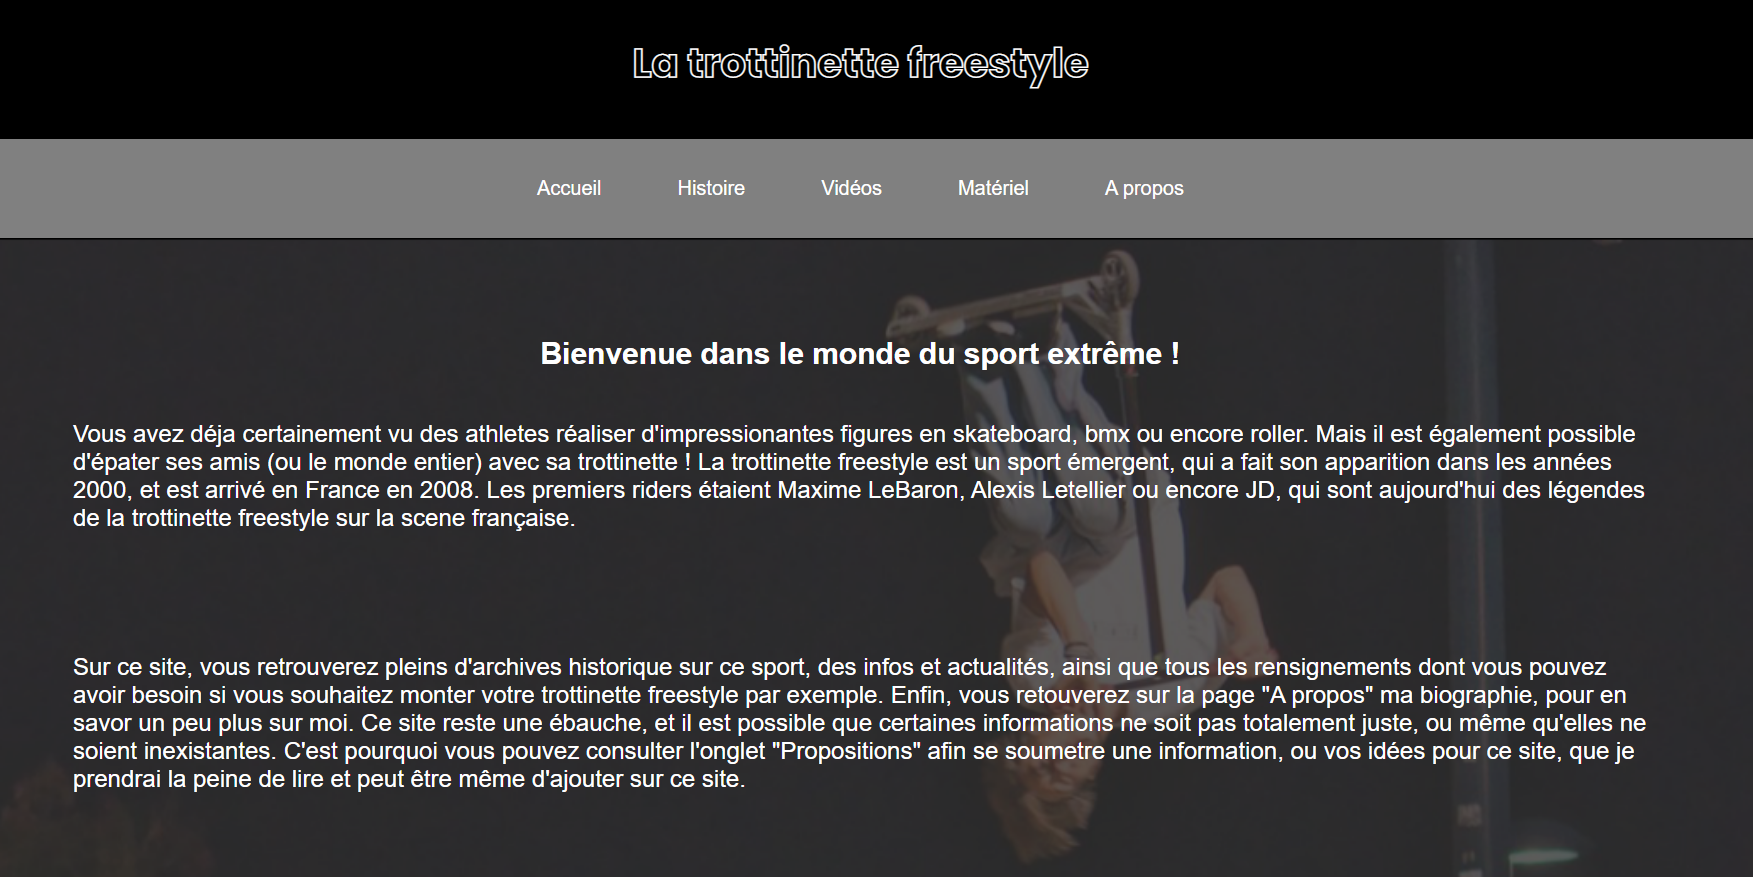 La trottinette freestyle
Accueil Histoire Vidéos Matériel A propos
Bienvenue dans le monde du sport extrême !
Vous avez déja certainement vu des athletes réaliser d'impressionantes figures en skateboard, bmx ou encore roller. Mais il est également possible
d'épater ses amis (ou le monde entier) avec sa trottinette ! La trottinette freestyle est un sport émergent, qui a fait son apparition dans les années
2000, et est arrivé en France en 2008. Les premiers riders étaient Maxime LeBaron, Alexis Letellier ou encore JD, qui sont aujourd'hui des légendes
de la trottinette freestyle sur la scene française.
Sur ce site, vous retrouverez pleins d'archives historique sur ce sport, des infos et actualités, ainsi que tous les rensignements dont vous pouvez
avoir besoin si vous souhaitez monter votre trottinette freestyle par exemple. Enfin, vous retouverez sur la page "A propos" ma biographie, pour en
savor un peu plus sur moi. Ce site reste une ébauche, et il est possible que certaines informations ne soit pas totalement juste, ou même qu'elles ne
soient inexistantes. C'est pourquoi vous pouvez consulter l'onglet "Propositions" afin se soumetre une information, ou vos idées pour ce site, que je
prendrai la peine de lire et peut être même d'ajouter sur ce site.